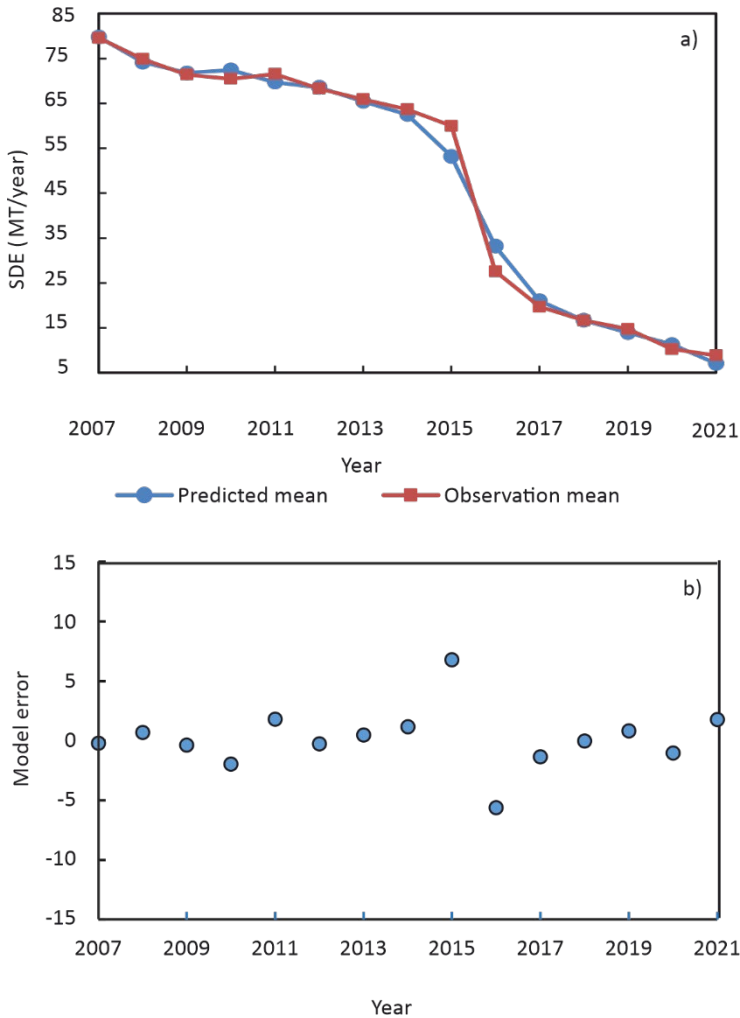 85
a)
75
65
55
45
35
25
15
5
SDE ( MT/year)
2007 2009 2011 2013 2015 2017 2019 2021
Year
Predicted mean Observation mean
15
b)
10
5
0
-5
-10
-15
Model error
2007 2009 2011 2013 2015 2017 2019 2021
Year